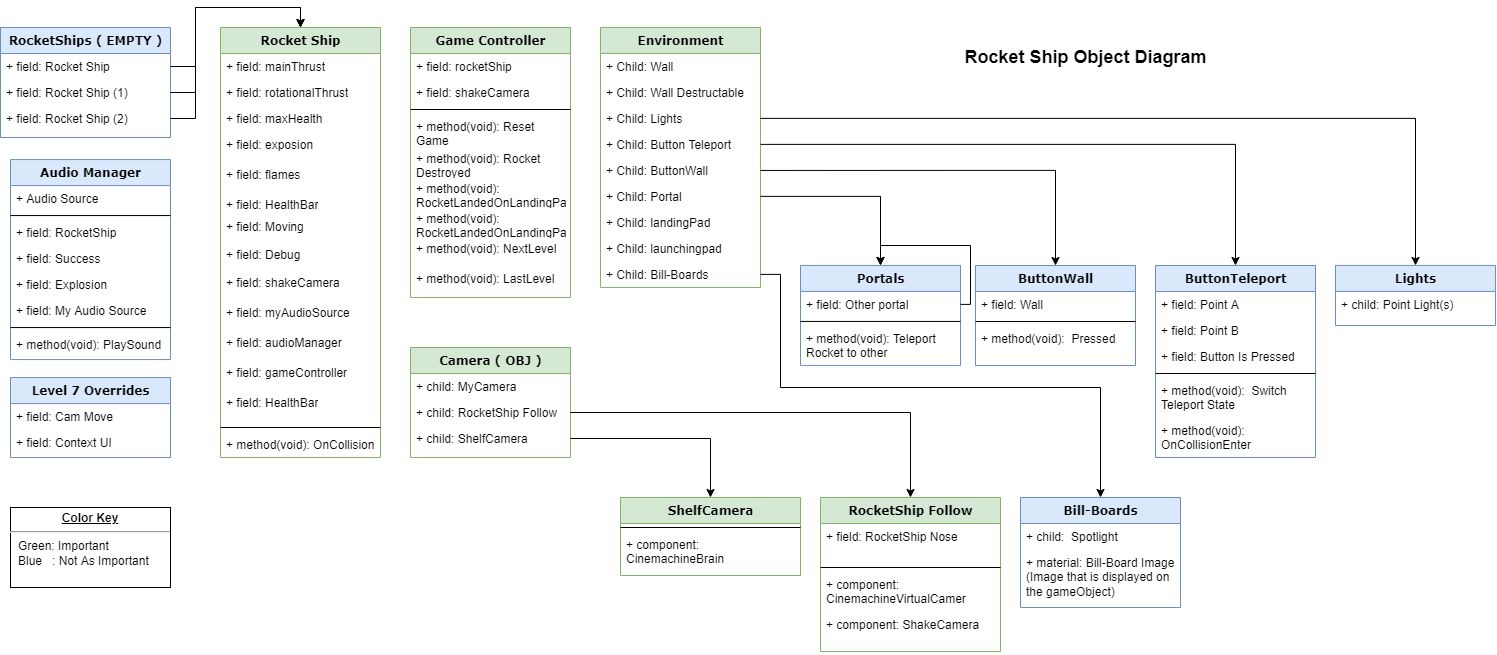 Rocket Ship Object Diagram
RocketShips ( EMPTY )
+ field: Rocket Ship
+ field: Rocket Ship (1)
+ field: Rocket Ship (2)
Audio Manager
+ Audio Source
+ field: RocketShip
+ field: Success
+ field: Explosion
+ field: My Audio Source
+ method(void): PlaySound
Level 7 Overrides
+ field: Cam Move
+ field: Context UI
Color Key
Green: Important
Blue : Not As Important
Rocket Ship
+ field: mainThrust
+ field: rotationalThrust
+ field: maxHealth
+ field: exposion
+ field: flames
+ field: HealthBar
+ field: Moving
+ field: Debug
+ field: shakeCamera
+ field: myAudioSource
+ field: audioManager
+ field: gameController
+ field: HealthBar
+ method(void): OnCollision
Game Controller
+ field: rocketShip
+ field: shakeCamera
+ method(void): Reset
Game
+ method(void): Rocket
Destroyed
+ method(void):
RocketLandedOnLandingPa
+ method(void):
RocketLandedOnLandingPa
+ method(void): NextLevel
+ method(void): LastLevel
Camera ( OBJ )
+ child: MyCamera
+ child: RocketShip Follow
+ child: ShelfCamera
Environment
+ Child: Wall
+ Child: Wall Destructable
+ Child: Lights
+ Child: Button Teleport
+ Child: ButtonWall
+ Child: Portal
+ Child: landingPad
+ Child: launchingpad
+ Child: Bill-Boards
Portals
+ field: Other portal
+ method(void): Teleport
Rocket to other
ButtonWall
+ field: Wall
+ method(void): Pressed
ButtonTeleport
+ field: Point A
+ field: Point B
+ field: Button Is Pressed
+ method(void): Switch
Teleport State
+ method(void):
OnCollisionEnter
Lights
+ child: Point Light(s)
ShelfCamera
+ component:
CinemachineBrain
RocketShip Follow
+ field: RocketShip Nose
+ component:
CinemachineVirtualCamer
+ component: ShakeCamera
Bill-Boards
+ child: Spotlight
+ material: Bill-Board Image
(Image that is displayed on
the gameObject)